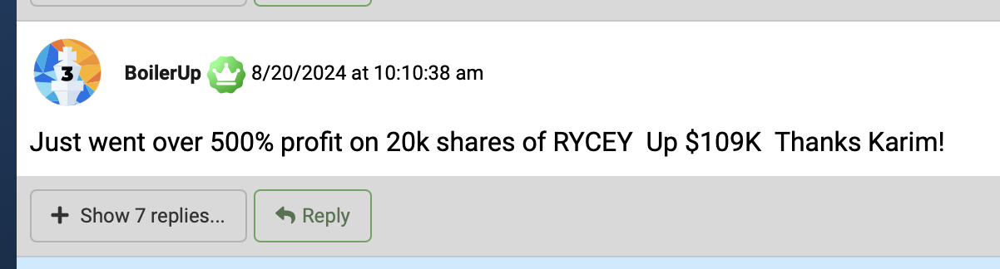 3
BoilerUp 8/20/2024 at 10:10:38 am
Just went over 500% profit on 20k shares of RYCEY  Up $109K  Thanks Karim!
+ Show 7 replies... Reply